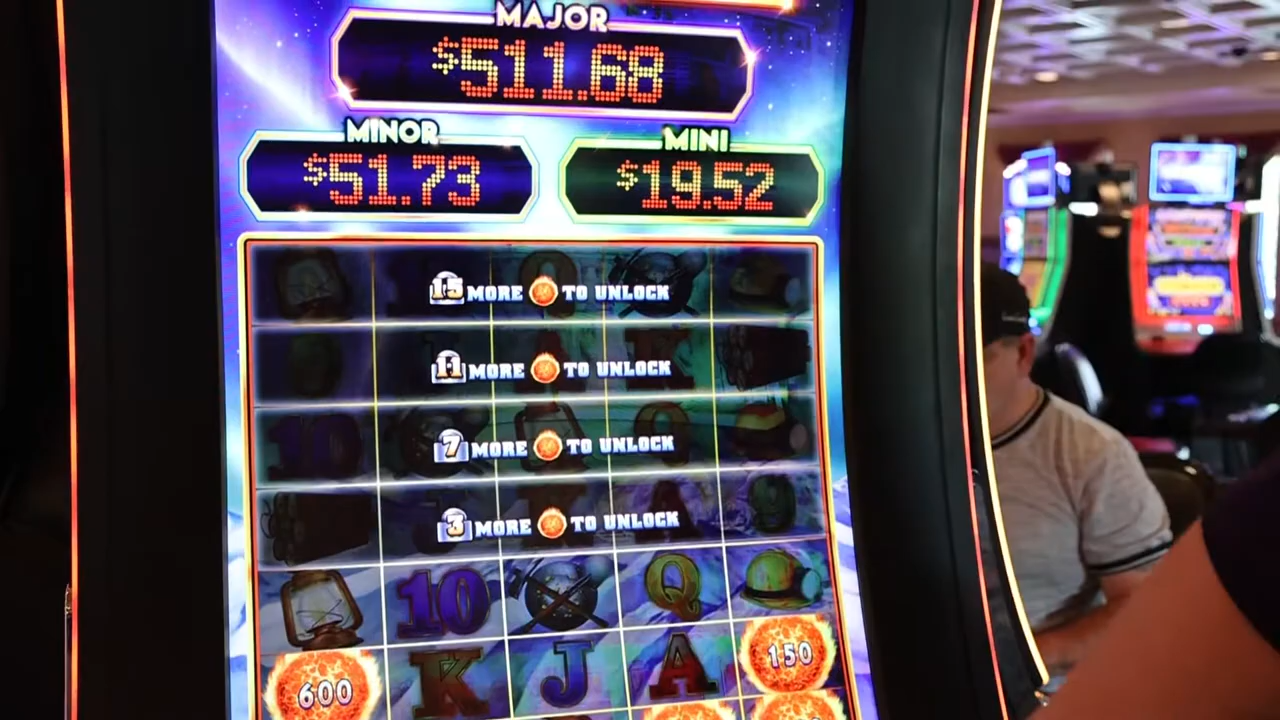 MAJOR
$511.68
MINOR
MINI
$51.73
$19.52
15 MORE TO UNLOCK
11 MORE TO UNLOCK
7 MORE TO UNLOCK
3 MORE TO UNLOCK
10
Q
K
J
A
150
600